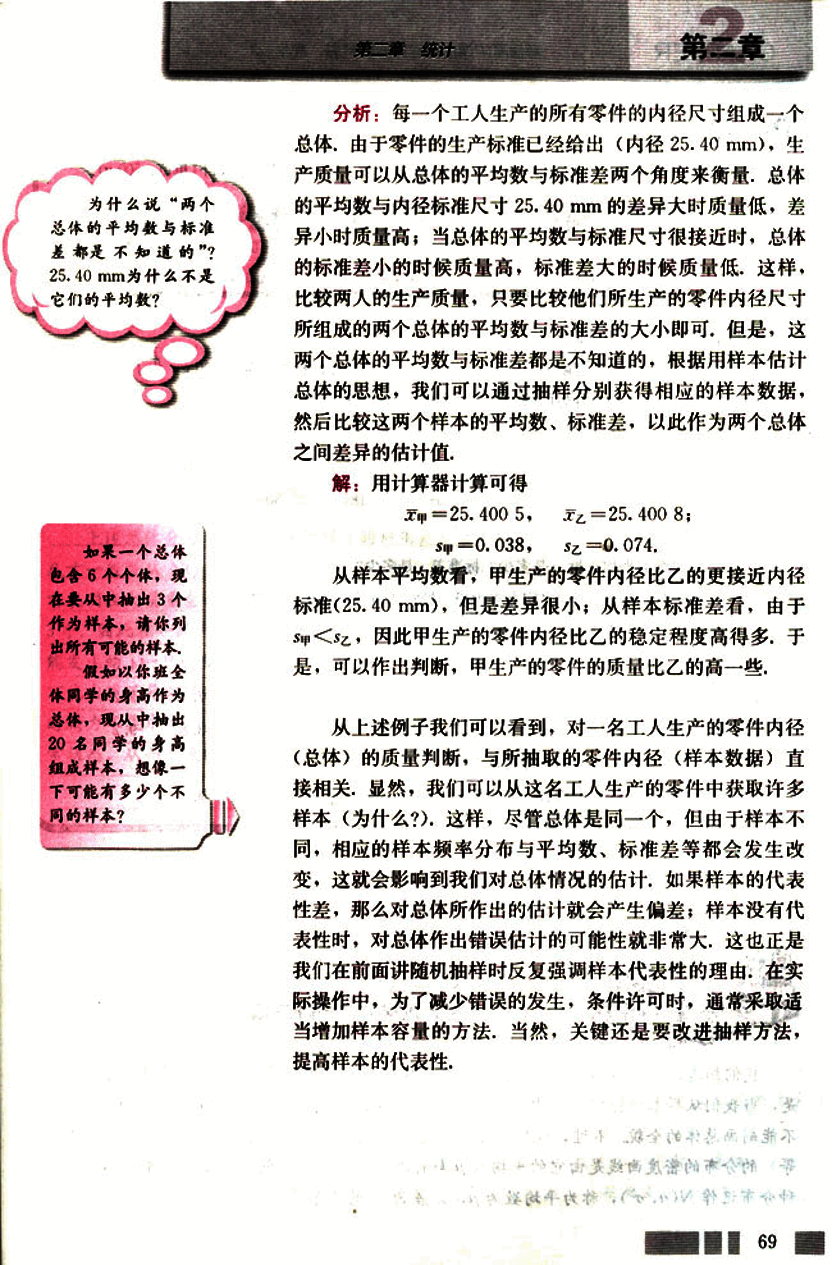 第二章 统计
第二章
分析：每一个工人生产的所有零件的内径尺寸组成一个
总体. 由于零件的生产标准已经给出（内径 25.40 mm），生
产质量可以从总体的平均数与标准差两个角度来衡量. 总体
的平均数与内径标准尺寸 25.40 mm 的差异大时质量低，差
异小时质量高；当总体的平均数与标准尺寸很接近时，总体
的标准差小的时候质量高，标准差大的时候质量低. 这样，
比较两人的生产质量，只要比较他们所生产的零件内径尺寸
所组成的两个总体的平均数与标准差的大小即可. 但是，这
两个总体的平均数与标准差都是不知道的，根据用样本估计
总体的思想，我们可以通过抽样分别获得相应的样本数据，
然后比较这两个样本的平均数、标准差，以此作为两个总体
之间差异的估计值.
为什么说“两个
总体的平均数与标准
差都是不知道的”？
25.40 mm为什么不是
它们的平均数？
解：用计算器计算可得
x̄甲＝25.400 5， x̄乙＝25.400 8；
s甲＝0.038， s乙＝0.074.
从样本平均数看，甲生产的零件内径比乙的更接近内径
标准(25.40 mm)，但是差异很小；从样本标准差看，由于
s甲＜s乙，因此甲生产的零件内径比乙的稳定程度高得多. 于
是，可以作出判断，甲生产的零件的质量比乙的高一些.
如果一个总体
包含 6 个个体，现
在要从中抽出 3 个
作为样本，请你列
出所有可能的样本.
假如以你班全
体同学的身高作为
总体，现从中抽出
20 名同学的身高
组成样本，想像一
下可能有多少个不
同的样本？
从上述例子我们可以看到，对一名工人生产的零件内径
（总体）的质量判断，与所抽取的零件内径（样本数据）直
接相关. 显然，我们可以从这名工人生产的零件中获取许多
样本（为什么?）. 这样，尽管总体是同一个，但由于样本不
同，相应的样本频率分布与平均数、标准差等都会发生改
变，这就会影响到我们对总体情况的估计. 如果样本的代表
性差，那么对总体所作出的估计就会产生偏差；样本没有代
表性时，对总体作出错误估计的可能性就非常大. 这也正是
我们在前面讲随机抽样时反复强调样本代表性的理由. 在实
际操作中，为了减少错误的发生，条件许可时，通常采取适
当增加样本容量的方法. 当然，关键还是要改进抽样方法，
提高样本的代表性.
69